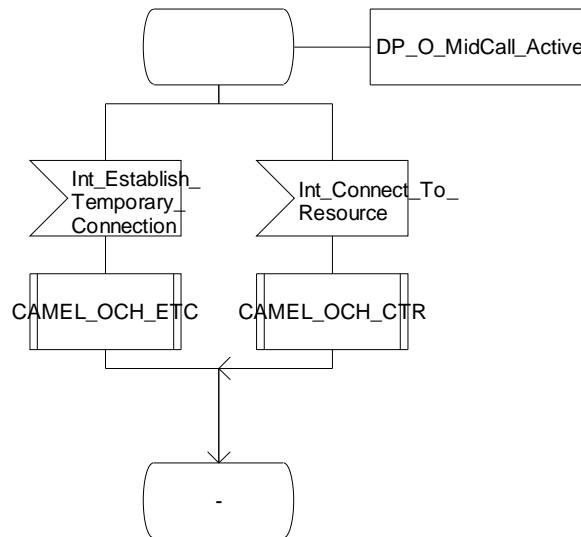 DP_O_MidCall_Active
Int_Establish_
Temporary_
Connection
Int_Connect_To_
Resource
CAMEL_OCH_ETC
CAMEL_OCH_CTR
-